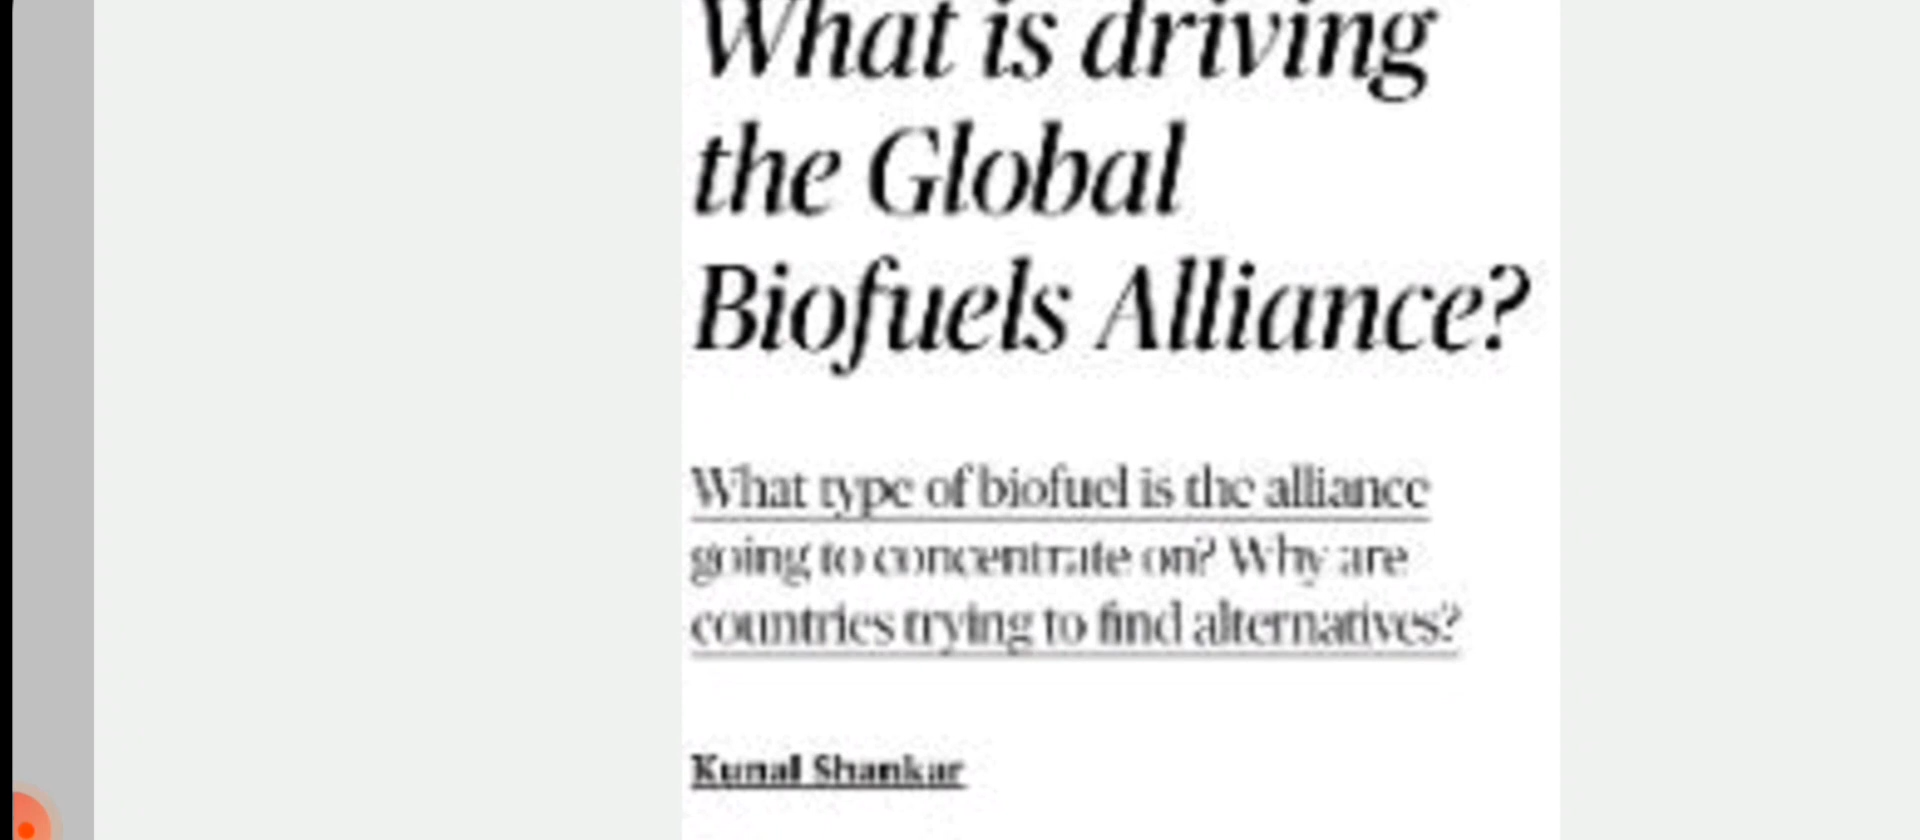 What is driving
the Global
Biofuels Alliance?
What type of biofuel is the alliance
going to concentrate on? Why are
countries trying to find alternatives?
Kunal Shankar